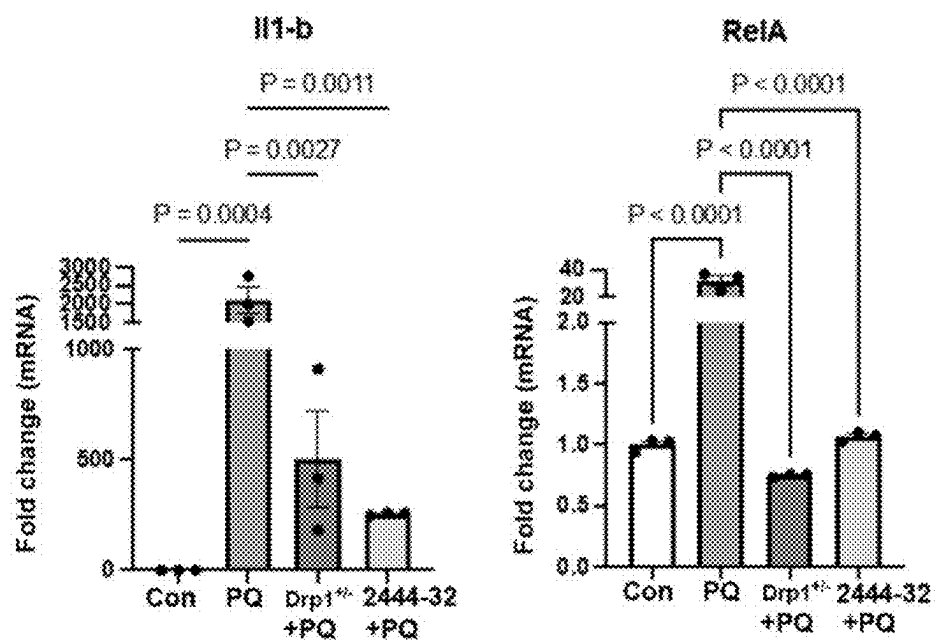 Il1-b
P = 0.0011
P = 0.0027
P = 0.0004
Fold change (mRNA)
3000
2500
2000
1500
1000
500
0
Con PQ Drp1+/- +PQ 2444-32 +PQ
RelA
P < 0.0001
P < 0.0001
P < 0.0001
Fold change (mRNA)
40
20
2.0
1.5
1.0
0.5
0.0
Con PQ Drp1+/- +PQ 2444-32 +PQ